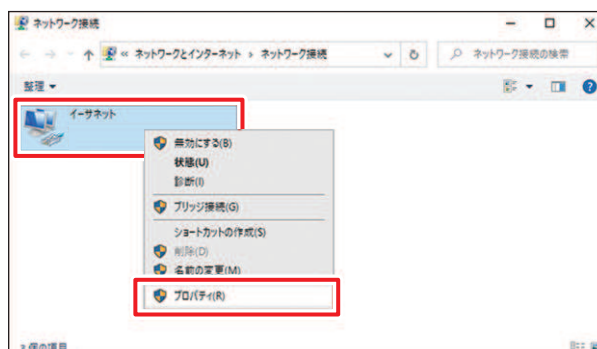 ネットワーク接続
« ネットワークとインターネット › ネットワーク接続
ネットワーク接続の検索
整理
イーサネット
無効にする(B)
状態(U)
診断(I)
ブリッジ接続(G)
ショートカットの作成(S)
削除(D)
名前の変更(M)
プロパティ(R)
個の項目